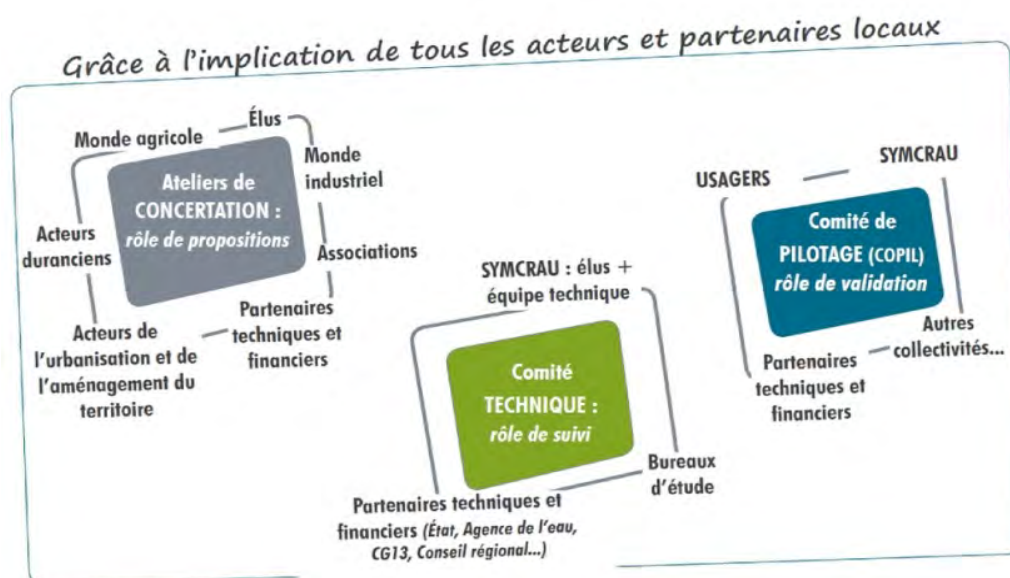 Grâce à l'implication de tous les acteurs et partenaires locaux
Monde agricole
Élus
Monde
industriel
Ateliers de
CONCERTATION :
rôle de propositions
Acteurs
duranciens
Associations
Acteurs de
l'urbanisation et de
l'aménagement du
territoire
Partenaires
techniques et
financiers
SYMCRAU : élus +
équipe technique
Comité
TECHNIQUE :
rôle de suivi
Bureaux
d'étude
Partenaires techniques et
financiers (État, Agence de l'eau,
CG13, Conseil régional...)
USAGERS
SYMCRAU
Comité de
PILOTAGE (COPIL)
rôle de validation
Autres
collectivités...
Partenaires
techniques et
financiers